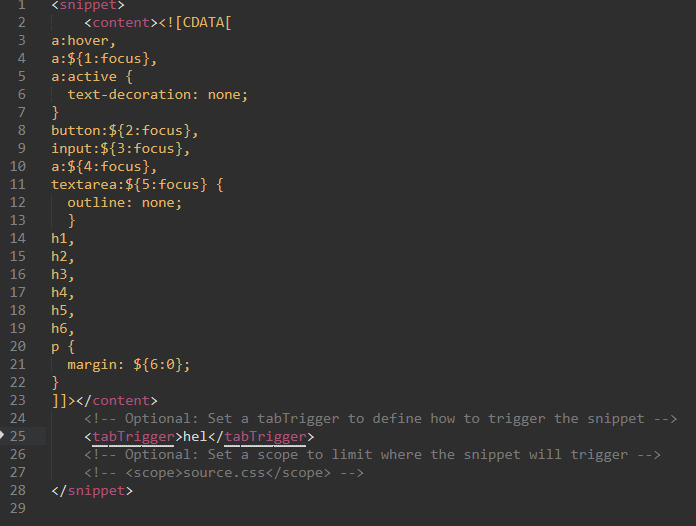 1 <snippet>
2     <content><![CDATA[
3 a:hover,
4 a:${1:focus},
5 a:active {
6   text-decoration: none;
7 }
8 button:${2:focus},
9 input:${3:focus},
10 a:${4:focus},
11 textarea:${5:focus} {
12   outline: none;
13   }
14 h1,
15 h2,
16 h3,
17 h4,
18 h5,
19 h6,
20 p {
21   margin: ${6:0};
22 }
23 ]]></content>
24     <!-- Optional: Set a tabTrigger to define how to trigger the snippet -->
25     <tabTrigger>hel</tabTrigger>
26     <!-- Optional: Set a scope to limit where the snippet will trigger -->
27     <!-- <scope>source.css</scope> -->
28 </snippet>
29